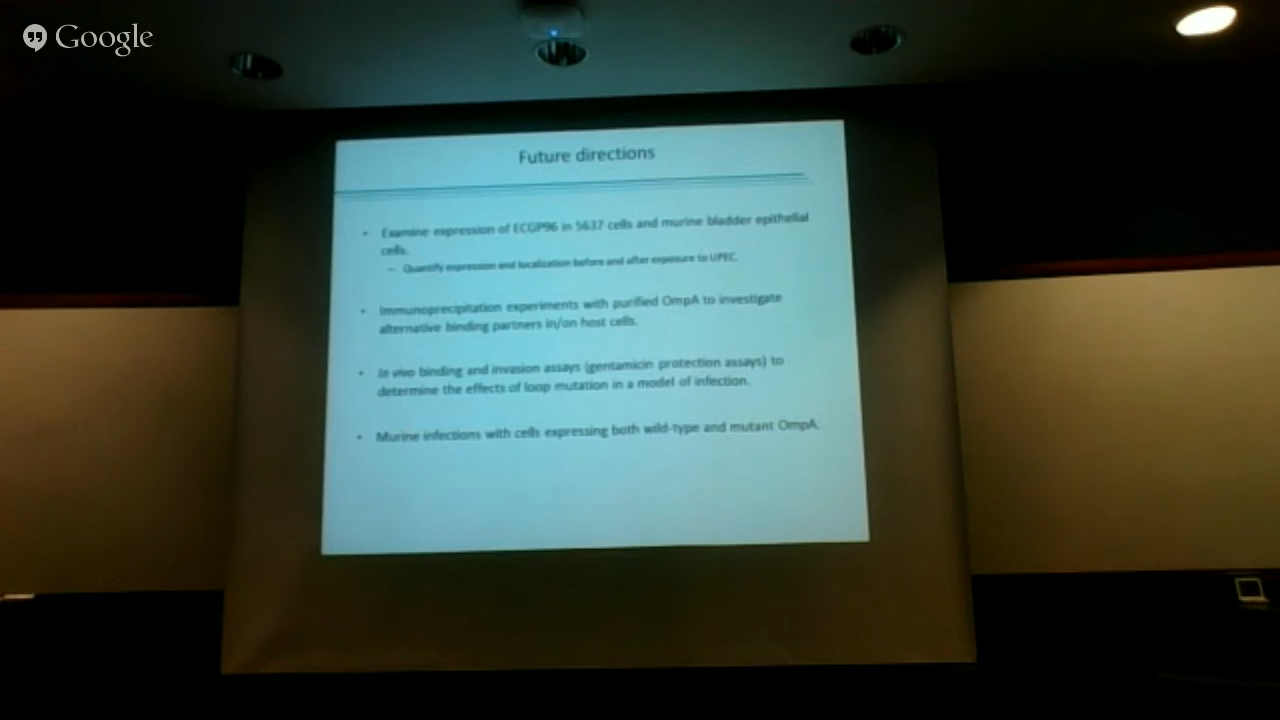 Google
Future directions
• Examine expression of ECGP96 in 5637 cells and murine bladder epithelial
cells.
– Quantify expression and localization before and after exposure to UPEC.
• Immunoprecipitation experiments with purified OmpA to investigate
alternative binding partners in/on host cells.
• In vivo binding and invasion assays (gentamicin protection assays) to
determine the effects of loop mutation in a model of infection.
• Murine infections with cells expressing both wild-type and mutant OmpA.